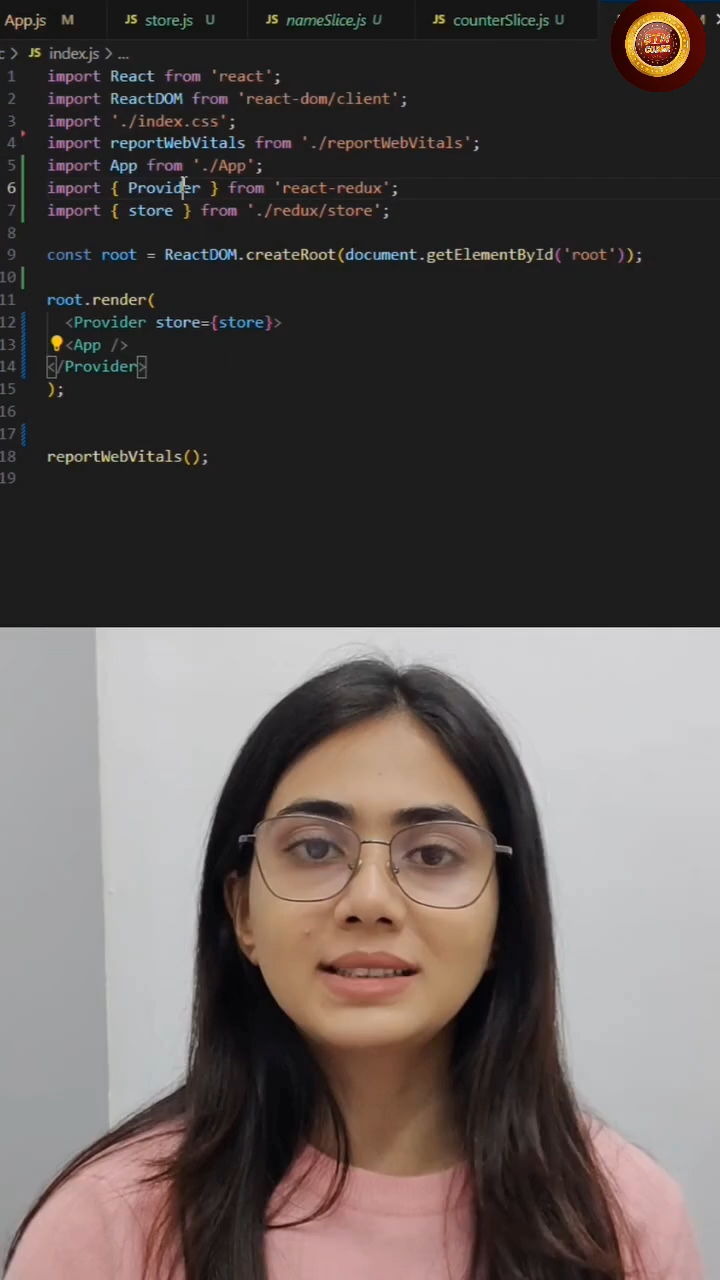 App.js M JS store.js U JS nameSlice.js U JS counterSlice.js U
c > JS index.js > ...
1 import React from 'react';
2 import ReactDOM from 'react-dom/client';
3 import './index.css';
4 import reportWebVitals from './reportWebVitals';
5 import App from './App';
6 import { Provider } from 'react-redux';
7 import { store } from './redux/store';
8
9 const root = ReactDOM.createRoot(document.getElementById('root'));
10
11 root.render(
12 <Provider store={store}>
13 <App />
14 </Provider>
15 );
16
17
18 reportWebVitals();
19